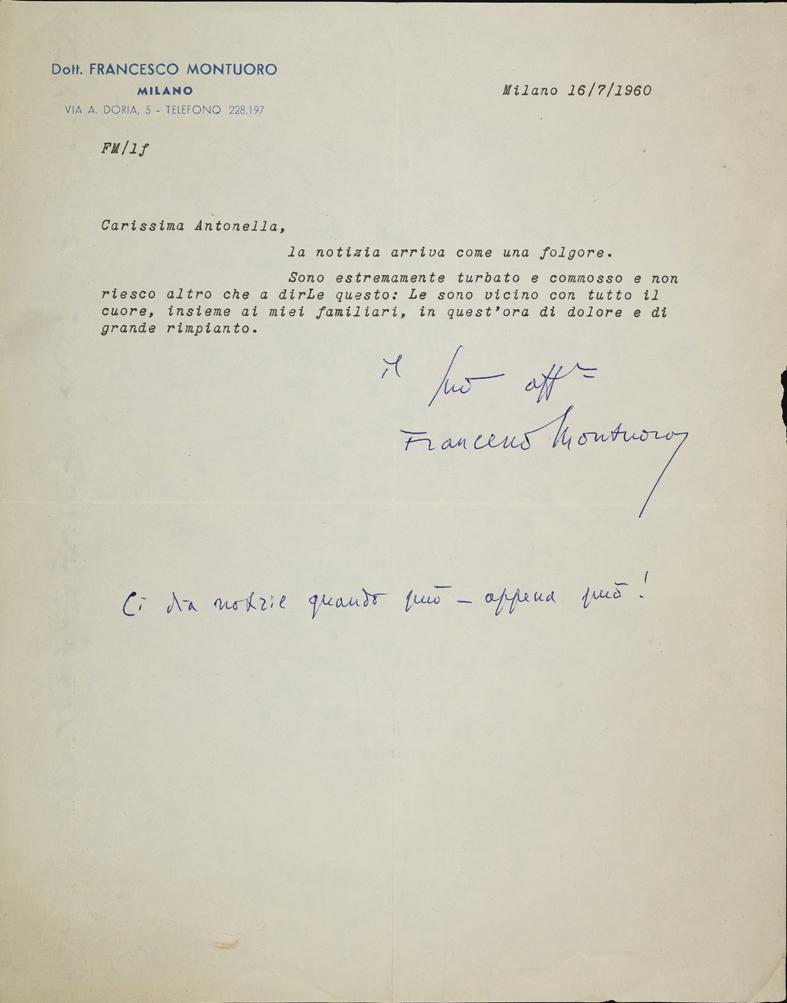 Dott. FRANCESCO MONTUORO
MILANO
VIA A. DORIA, 5 - TELEFONO 228.197
Milano 16/7/1960
FM/lf
Carissima Antonella,
la notizia arriva come una folgore.
Sono estremamente turbato e commosso e non
riesco altro che a dirLe questo: Le sono vicino con tutto il
cuore, insieme ai miei familiari, in quest'ora di dolore e di
grande rimpianto.
il Suo aff
Francesco Montuoro
Ci dia notizie quando può – appena può!